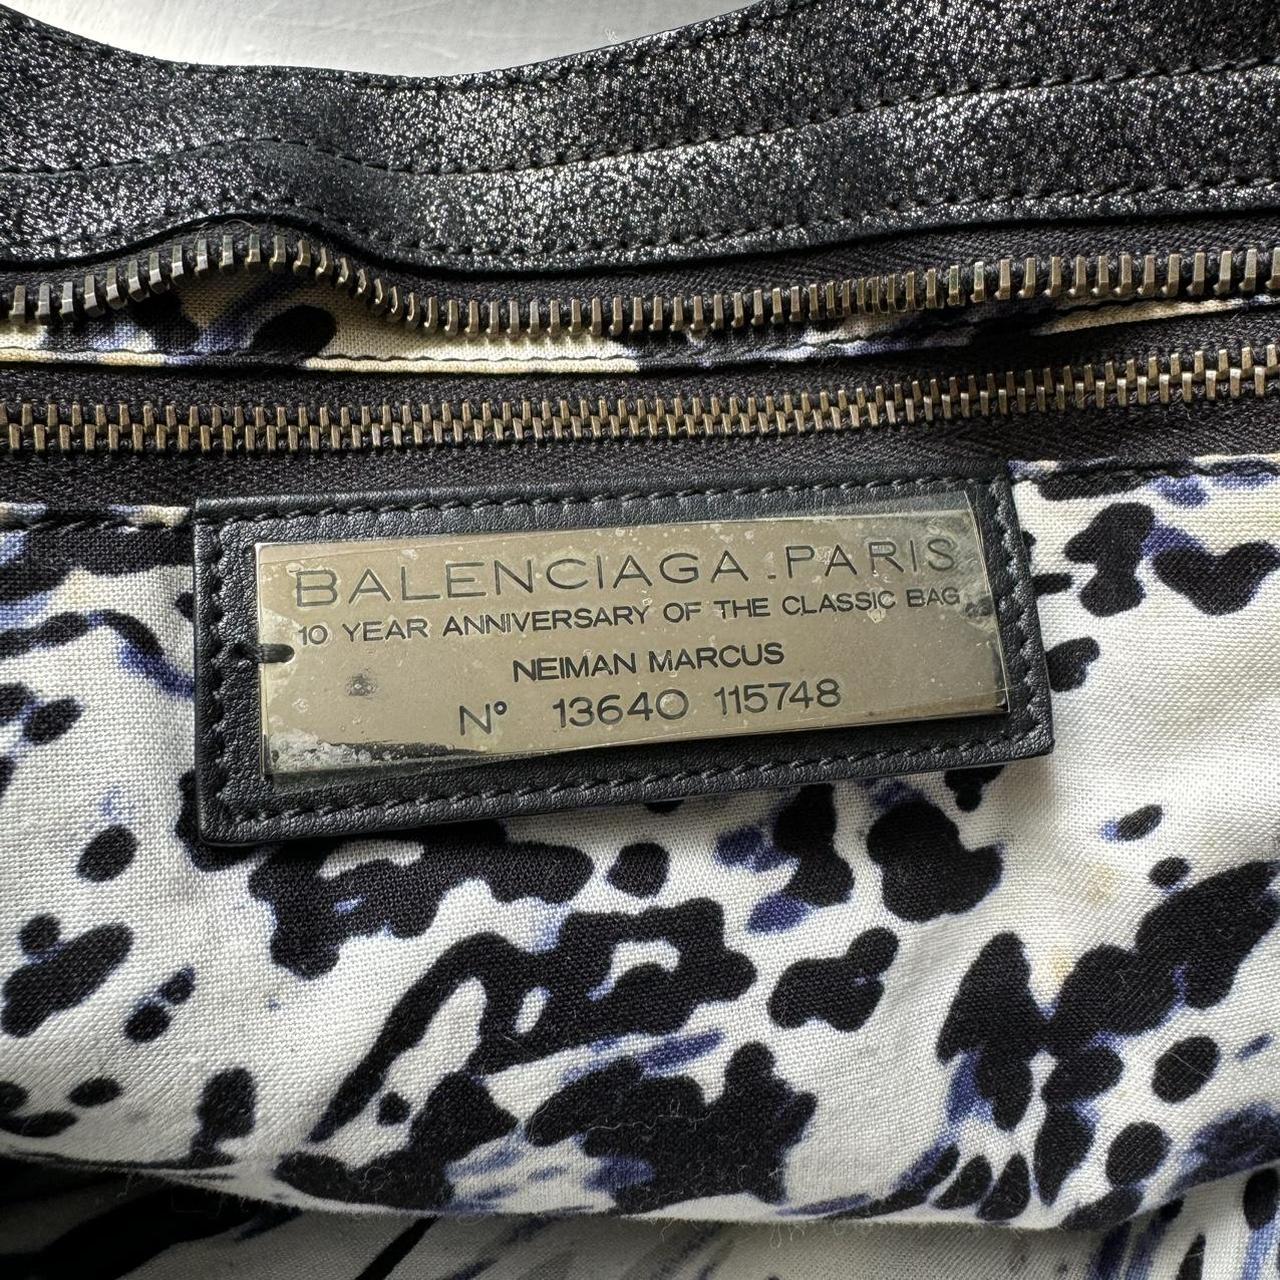 BALENCIAGA.PARIS
10 YEAR ANNIVERSARY OF THE CLASSIC BAG
NEIMAN MARCUS
N° 13640 115748